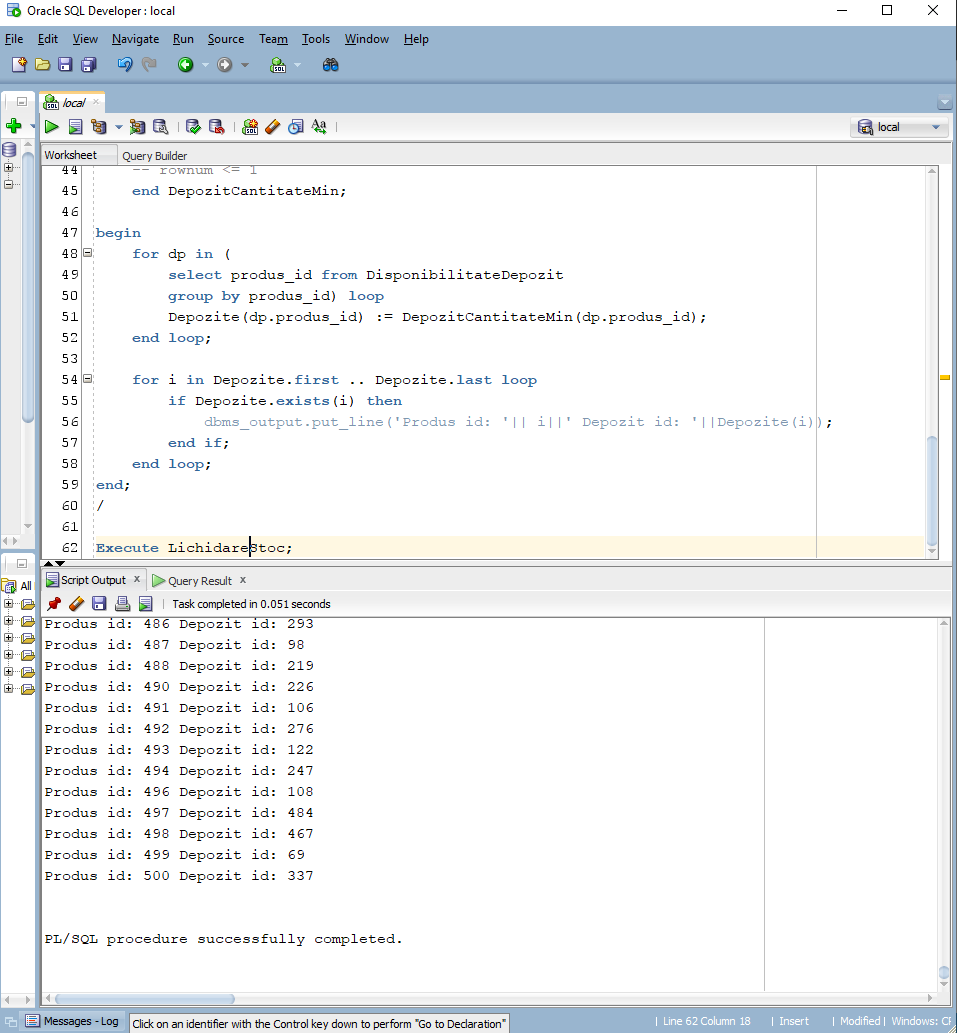 Oracle SQL Developer : local
File Edit View Navigate Run Source Team Tools Window Help
local
local
Worksheet Query Builder
44 -- rownum <= 1
45 end DepozitCantitateMin;
46
47 begin
48 for dp in (
49 select produs_id from DisponibilitateDepozit
50 group by produs_id) loop
51 Depozite(dp.produs_id) := DepozitCantitateMin(dp.produs_id);
52 end loop;
53
54 for i in Depozite.first .. Depozite.last loop
55 if Depozite.exists(i) then
56 dbms_output.put_line('Produs id: '|| i||' Depozit id: '||Depozite(i));
57 end if;
58 end loop;
59 end;
60 /
61
62 Execute LichidareStoc;
All
Script Output x Query Result x
Task completed in 0.051 seconds
Produs id: 486 Depozit id: 293
Produs id: 487 Depozit id: 98
Produs id: 488 Depozit id: 219
Produs id: 490 Depozit id: 226
Produs id: 491 Depozit id: 106
Produs id: 492 Depozit id: 276
Produs id: 493 Depozit id: 122
Produs id: 494 Depozit id: 247
Produs id: 496 Depozit id: 108
Produs id: 497 Depozit id: 484
Produs id: 498 Depozit id: 467
Produs id: 499 Depozit id: 69
Produs id: 500 Depozit id: 337
PL/SQL procedure successfully completed.
Messages - Log Click on an identifier with the Control key down to perform "Go to Declaration" | Line 62 Column 18 | Insert | Modified | Windows: CR